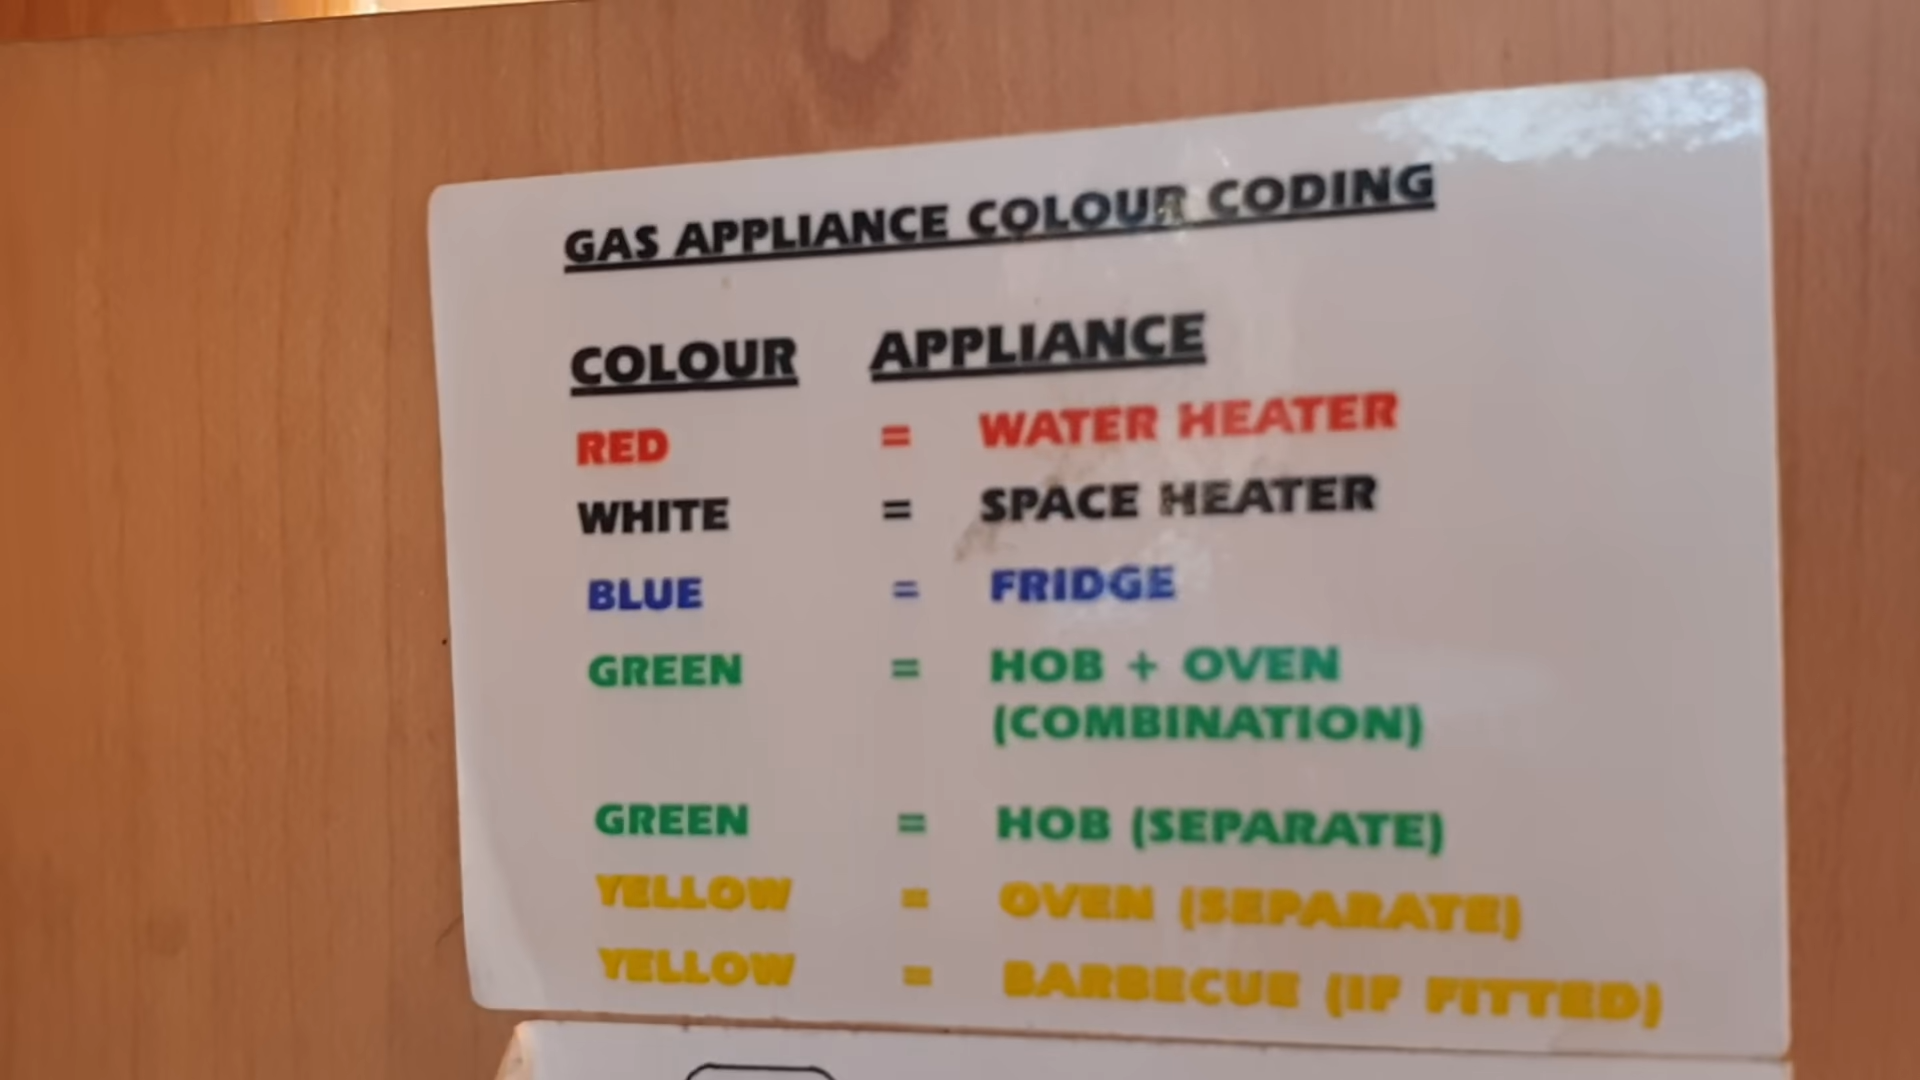 GAS APPLIANCE COLOUR CODING
COLOUR APPLIANCE
RED = WATER HEATER
WHITE = SPACE HEATER
BLUE = FRIDGE
GREEN = HOB + OVEN
(COMBINATION)
GREEN = HOB (SEPARATE)
YELLOW = OVEN (SEPARATE)
YELLOW = BARBECUE (IF FITTED)